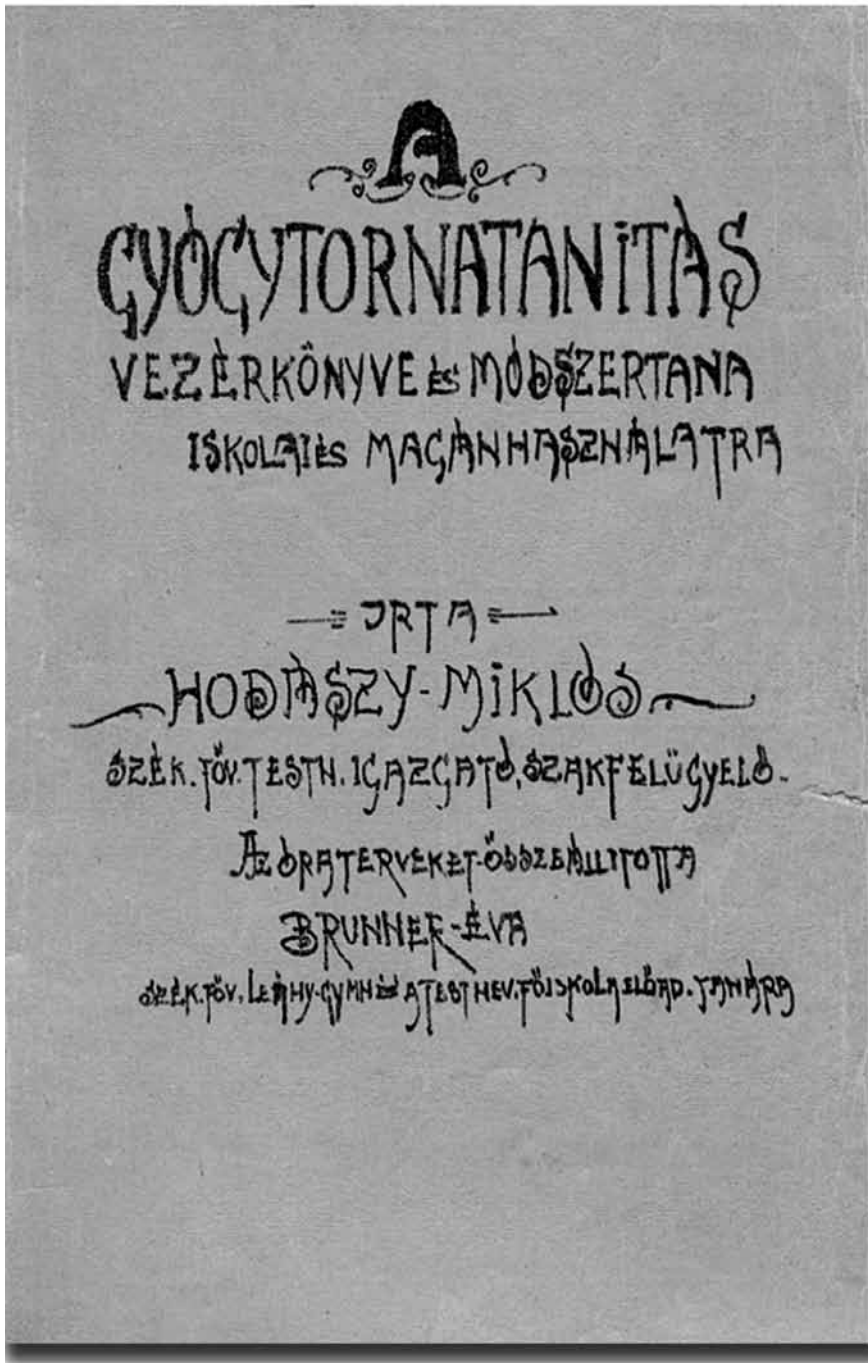 A
GYÓGYTORNATANITÁS
VEZÉRKÖNYVE ÉS MÓDSZERTANA
ISKOLAI ÉS MAGÁNHASZNÁLATRA
IRTA
HODÁSZY-MIKLÓS
SZÉK. FŐV. TESTN. IGAZGATÓ, SZAKFELÜGYELŐ.
AZ ÓRATERVEKET-ÖSSZEÁLLITOTTA
BRUNNER-ÉVA
SZÉK. FŐV. LEÁNY-GYMN ÉS A TESTNEV. FŐISKOLA ELŐAD. TANÁRA